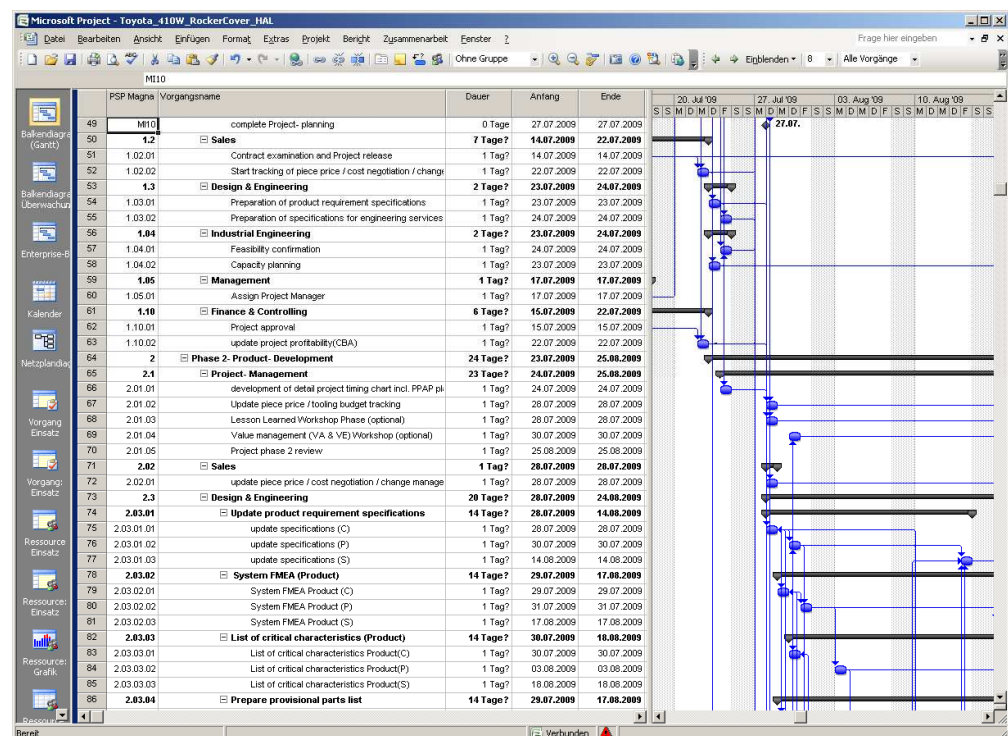 Microsoft Project - Toyota_410W_RockerCover_HAL
Datei Bearbeiten Ansicht Einfügen Format Extras Projekt Bericht Zusammenarbeit Fenster ? Frage hier eingeben
Ohne Gruppe Einblenden 8 Alle Vorgänge
MI10
PSP Magna Vorgangsname Dauer Anfang Ende 20. Jul '09 27. Jul '09 03. Aug '09 10. Aug '09
S S M D M D F S S M D M D F S S M D M D F S S M D M D F S S
49 MI10 complete Project- planning 0 Tage 27.07.2009 27.07.2009 27.07.
50 1.2 Sales 7 Tage? 14.07.2009 22.07.2009
51 1.02.01 Contract examination and Project release 1 Tag? 14.07.2009 14.07.2009
52 1.02.02 Start tracking of piece price / cost negotiation / change 1 Tag? 22.07.2009 22.07.2009
53 1.3 Design & Engineering 2 Tage? 23.07.2009 24.07.2009
54 1.03.01 Preparation of product requirement specifications 1 Tag? 23.07.2009 23.07.2009
55 1.03.02 Preparation of specifications for engineering services 1 Tag? 24.07.2009 24.07.2009
56 1.04 Industrial Engineering 2 Tage? 23.07.2009 24.07.2009
57 1.04.01 Feasibility confirmation 1 Tag? 24.07.2009 24.07.2009
58 1.04.02 Capacity planning 1 Tag? 23.07.2009 23.07.2009
59 1.05 Management 1 Tag? 17.07.2009 17.07.2009
60 1.05.01 Assign Project Manager 1 Tag? 17.07.2009 17.07.2009
61 1.10 Finance & Controlling 6 Tage? 15.07.2009 22.07.2009
62 1.10.01 Project approval 1 Tag? 15.07.2009 15.07.2009
63 1.10.02 update project profitability(CBA) 1 Tag? 22.07.2009 22.07.2009
64 2 Phase 2- Product- Development 24 Tage? 23.07.2009 25.08.2009
65 2.1 Project- Management 23 Tage? 24.07.2009 25.08.2009
66 2.01.01 development of detail project timing chart incl. PPAP pl 1 Tag? 24.07.2009 24.07.2009
67 2.01.02 Update piece price / tooling budget tracking 1 Tag? 28.07.2009 28.07.2009
68 2.01.03 Lesson Learned Workshop Phase (optional) 1 Tag? 28.07.2009 28.07.2009
69 2.01.04 Value management (VA & VE) Workshop (optional) 1 Tag? 30.07.2009 30.07.2009
70 2.01.05 Project phase 2 review 1 Tag? 25.08.2009 25.08.2009
71 2.02 Sales 1 Tag? 28.07.2009 28.07.2009
72 2.02.01 update piece price / cost negotiation / change manage 1 Tag? 28.07.2009 28.07.2009
73 2.3 Design & Engineering 20 Tage? 28.07.2009 24.08.2009
74 2.03.01 Update product requirement specifications 14 Tage? 28.07.2009 14.08.2009
75 2.03.01.01 update specifications (C) 1 Tag? 28.07.2009 28.07.2009
76 2.03.01.02 update specifications (P) 1 Tag? 30.07.2009 30.07.2009
77 2.03.01.03 update specifications (S) 1 Tag? 14.08.2009 14.08.2009
78 2.03.02 System FMEA (Product) 14 Tage? 29.07.2009 17.08.2009
79 2.03.02.01 System FMEA Product (C) 1 Tag? 29.07.2009 29.07.2009
80 2.03.02.02 System FMEA Product (P) 1 Tag? 31.07.2009 31.07.2009
81 2.03.02.03 System FMEA Product (S) 1 Tag? 17.08.2009 17.08.2009
82 2.03.03 List of critical characteristics (Product) 14 Tage? 30.07.2009 18.08.2009
83 2.03.03.01 List of critical characteristics Product(C) 1 Tag? 30.07.2009 30.07.2009
84 2.03.03.02 List of critical characteristics Product(P) 1 Tag? 03.08.2009 03.08.2009
85 2.03.03.03 List of critical characteristics Product(S) 1 Tag? 18.08.2009 18.08.2009
86 2.03.04 Prepare provisional parts list 14 Tage? 29.07.2009 17.08.2009
Balkendiagra
(Gantt)
Balkendiagra
Überwachun
Enterprise-B
Kalender
Netzplandiag
Vorgang
Einsatz
Vorgang:
Einsatz
Ressource
Einsatz
Ressource:
Einsatz
Ressource:
Grafik
Bereit Verbunden